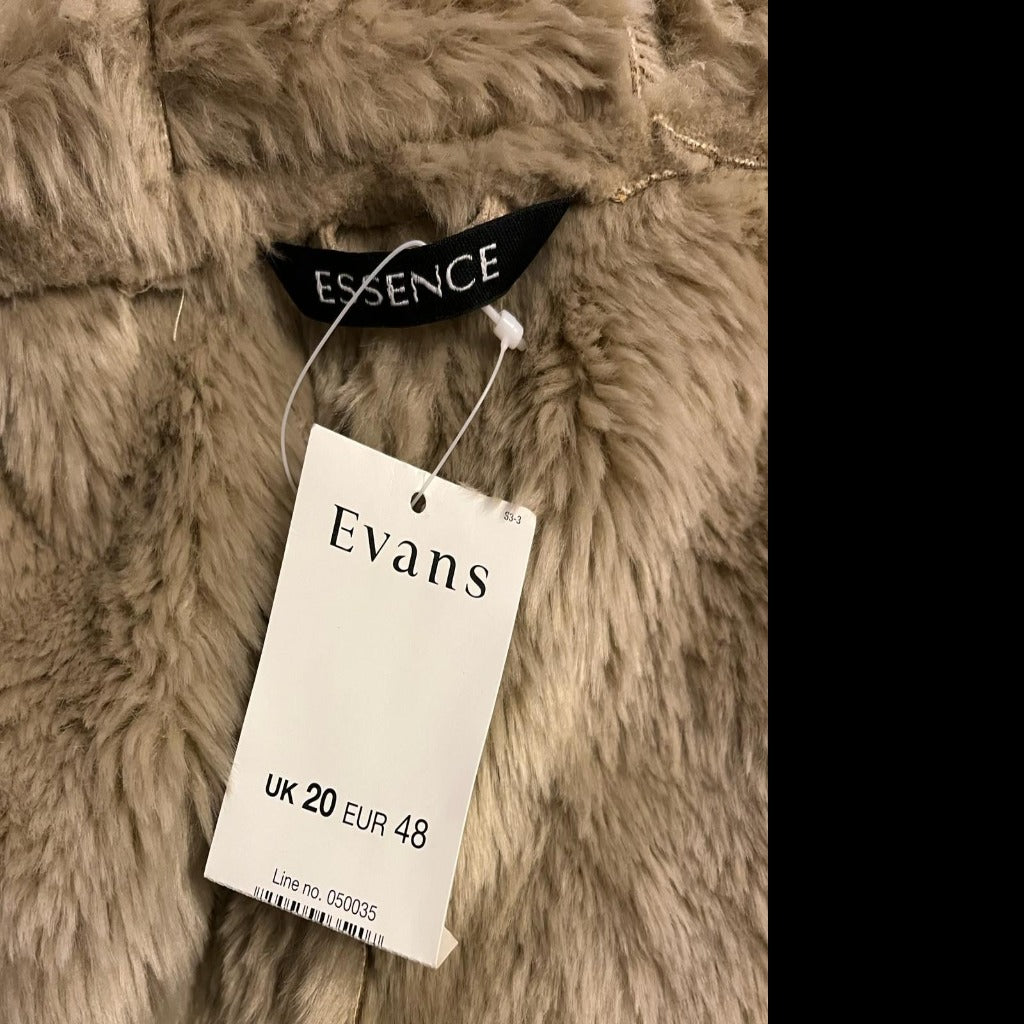 ESSENCE
S3-3
Evans
UK 20 EUR 48
Line no. 050035